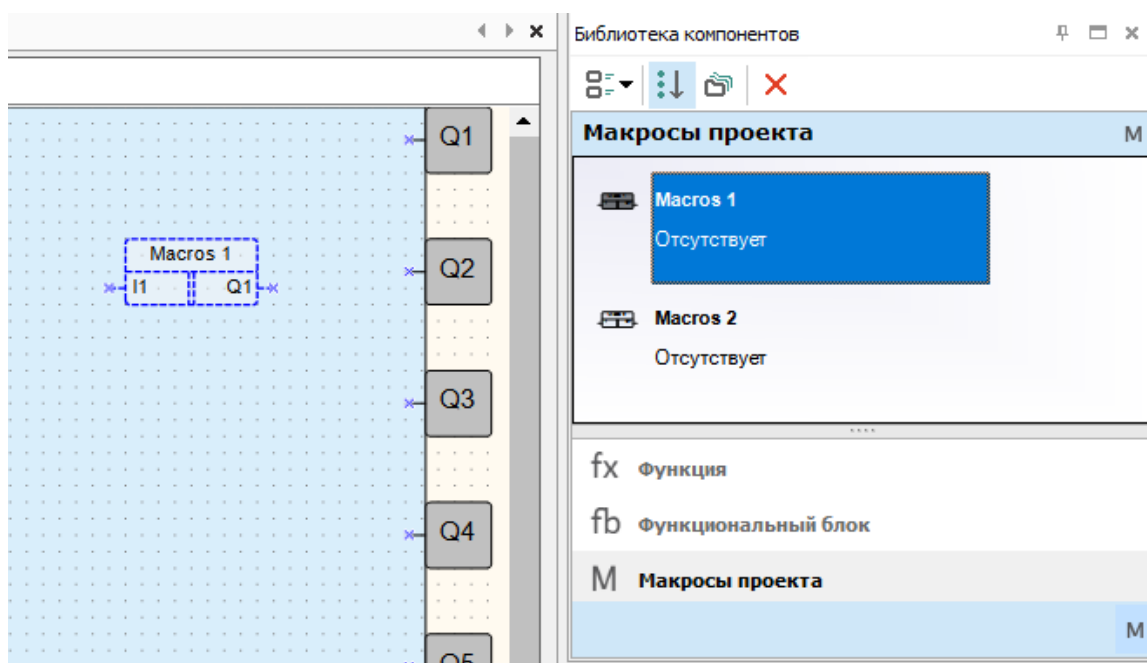 Библиотека компонентов
Макросы проекта M
Q1
Macros 1
I1 Q1
Q2
Q3
Q4
Q5
Macros 1
Отсутствует
Macros 2
Отсутствует
fx Функция
fb Функциональный блок
M Макросы проекта
M